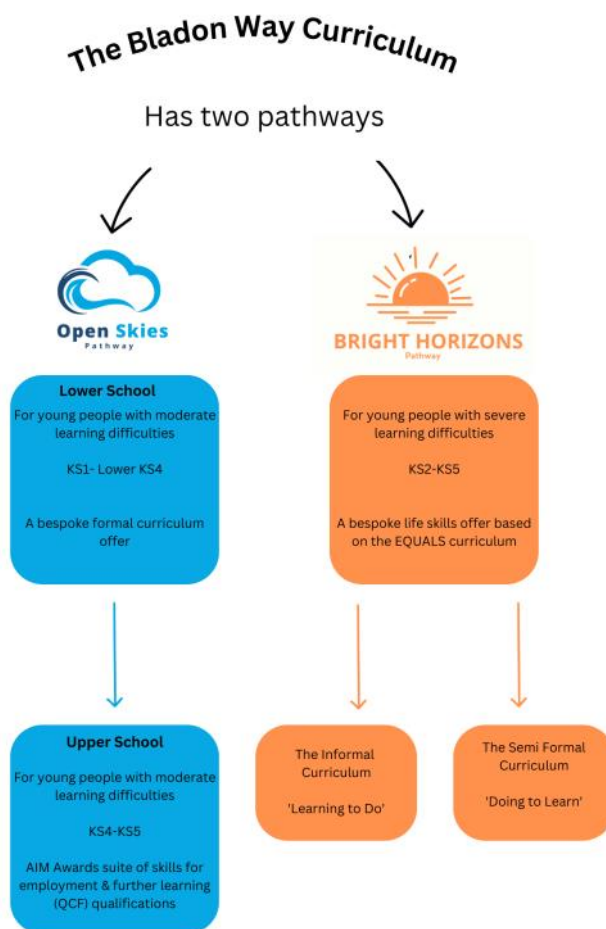 The Bladon Way Curriculum
Has two pathways
Open Skies
Pathway
Lower School
For young people with moderate
learning difficulties
KS1- Lower KS4
A bespoke formal curriculum
offer
Upper School
For young people with moderate
learning difficulties
KS4-KS5
AIM Awards suite of skills for
employment & further learning
(QCF) qualifications
BRIGHT HORIZONS
Pathway
For young people with severe
learning difficulties
KS2-KS5
A bespoke life skills offer based
on the EQUALS curriculum
The Informal
Curriculum
'Learning to Do'
The Semi Formal
Curriculum
'Doing to Learn'